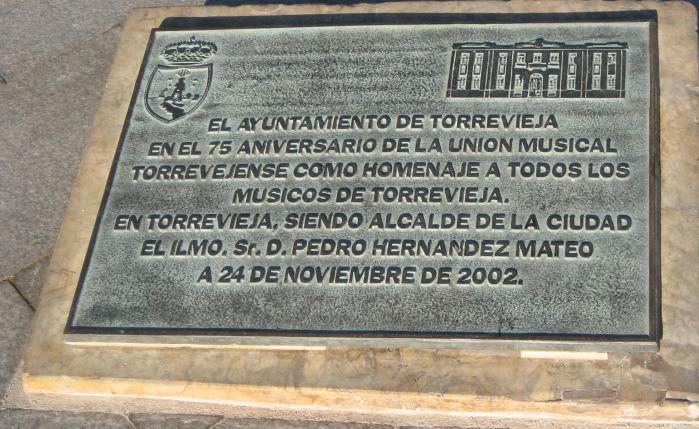 EL AYUNTAMIENTO DE TORREVIEJA
EN EL 75 ANIVERSARIO DE LA UNION MUSICAL
TORREVEJENSE COMO HOMENAJE A TODOS LOS
MUSICOS DE TORREVIEJA.
EN TORREVIEJA, SIENDO ALCALDE DE LA CIUDAD
EL ILMO. Sr. D. PEDRO HERNANDEZ MATEO
A 24 DE NOVIEMBRE DE 2002.